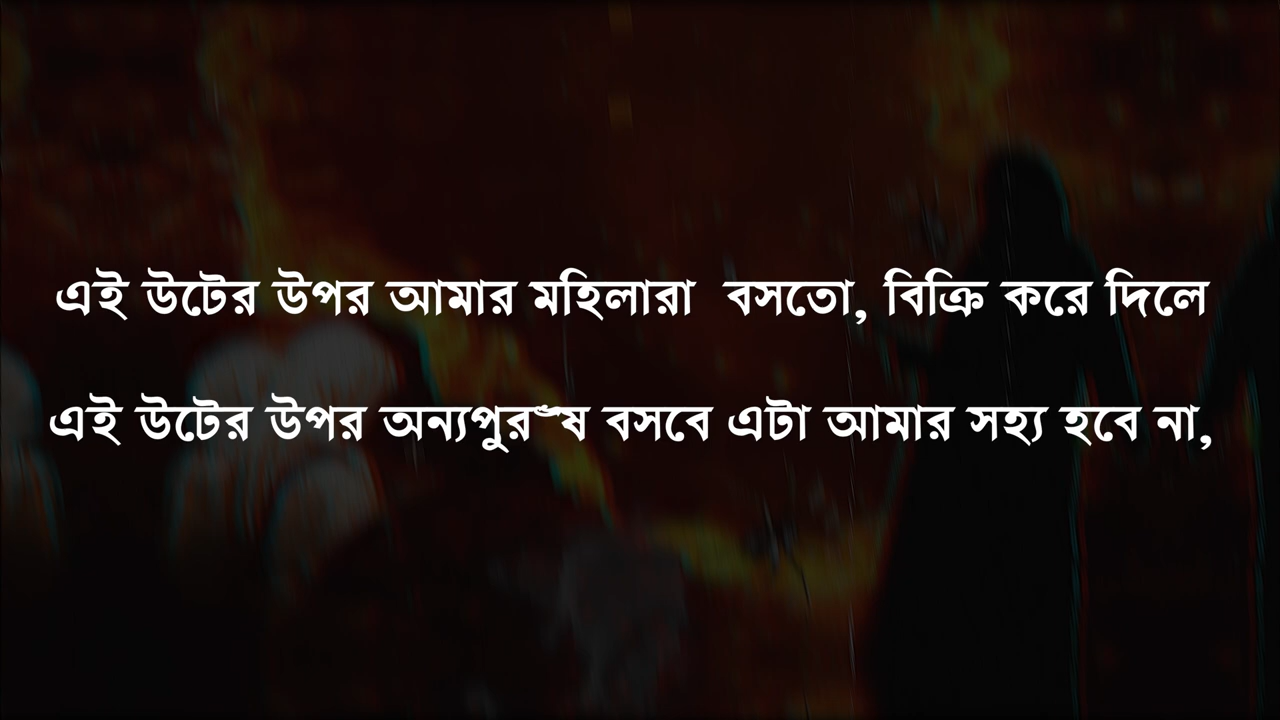 এই উটের উপর আমার মহিলারা বসতো, বিক্রি করে দিলে
এই উটের উপর অন্যপুরুষ বসবে এটা আমার সহ্য হবে না,